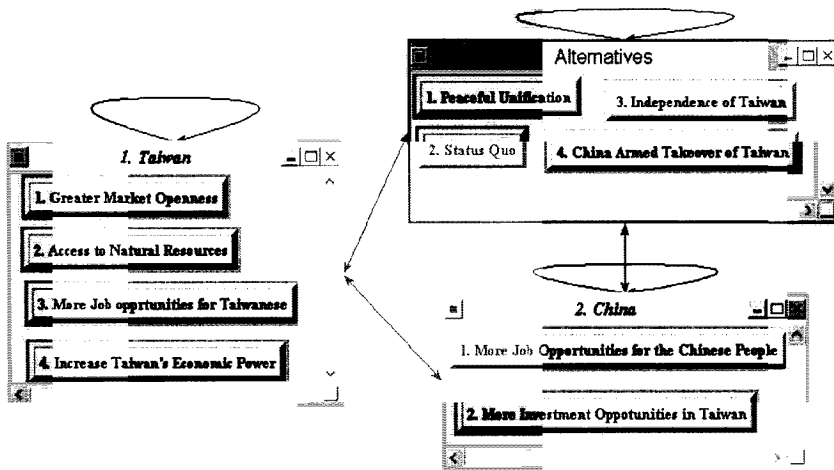 Alternatives
1. Peaceful Unification
3. Independence of Taiwan
2. Status Quo
4. China Armed Takeover of Taiwan
1. Taiwan
1. Greater Market Openness
2. Access to Natural Resources
3. More Job opprtunities for Taiwanese
4. Increase Taiwan's Economic Power
2. China
1. More Job Opportunities for the Chinese People
2. More Investment Oppotunities in Taiwan